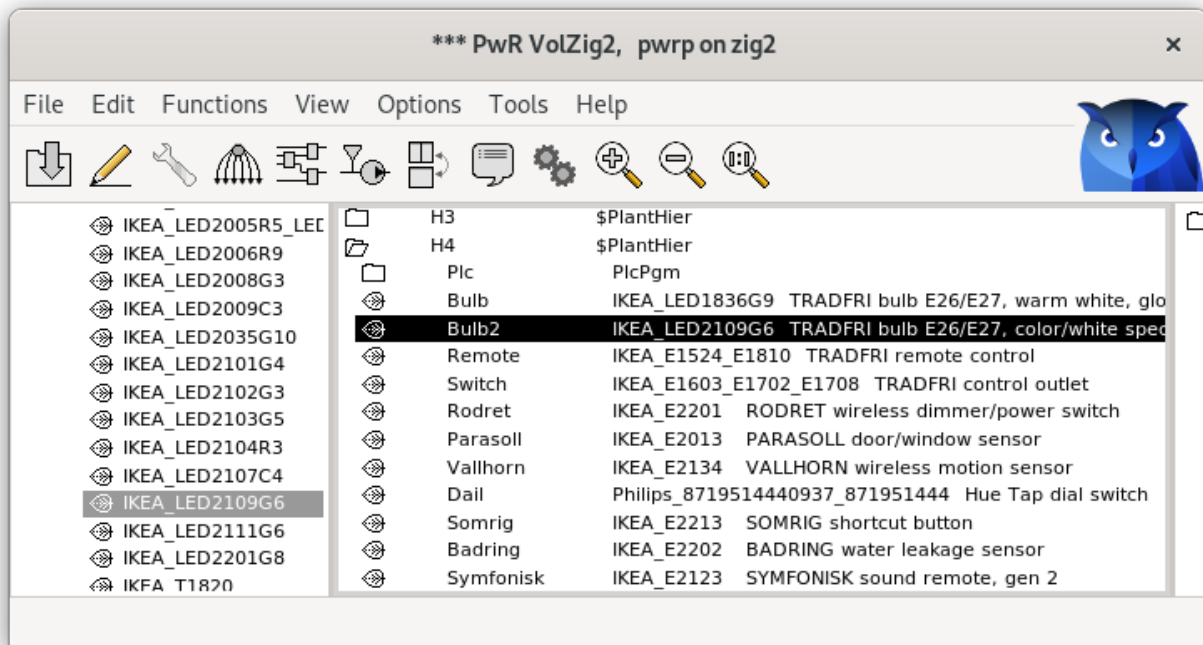 *** PwR VolZig2, pwrp on zig2
File Edit Functions View Options Tools Help
IKEA_LED2005R5_LED
IKEA_LED2006R9
IKEA_LED2008G3
IKEA_LED2009C3
IKEA_LED2035G10
IKEA_LED2101G4
IKEA_LED2102G3
IKEA_LED2103G5
IKEA_LED2104R3
IKEA_LED2107C4
IKEA_LED2109G6
IKEA_LED2111G6
IKEA_LED2201G8
IKEA_T1820
H3 $PlantHier
H4 $PlantHier
Plc PlcPgm
Bulb IKEA_LED1836G9 TRADFRI bulb E26/E27, warm white, glo
Bulb2 IKEA_LED2109G6 TRADFRI bulb E26/E27, color/white spec
Remote IKEA_E1524_E1810 TRADFRI remote control
Switch IKEA_E1603_E1702_E1708 TRADFRI control outlet
Rodret IKEA_E2201 RODRET wireless dimmer/power switch
Parasoll IKEA_E2013 PARASOLL door/window sensor
Vallhorn IKEA_E2134 VALLHORN wireless motion sensor
Dail Philips_8719514440937_871951444 Hue Tap dial switch
Somrig IKEA_E2213 SOMRIG shortcut button
Badring IKEA_E2202 BADRING water leakage sensor
Symfonisk IKEA_E2123 SYMFONISK sound remote, gen 2